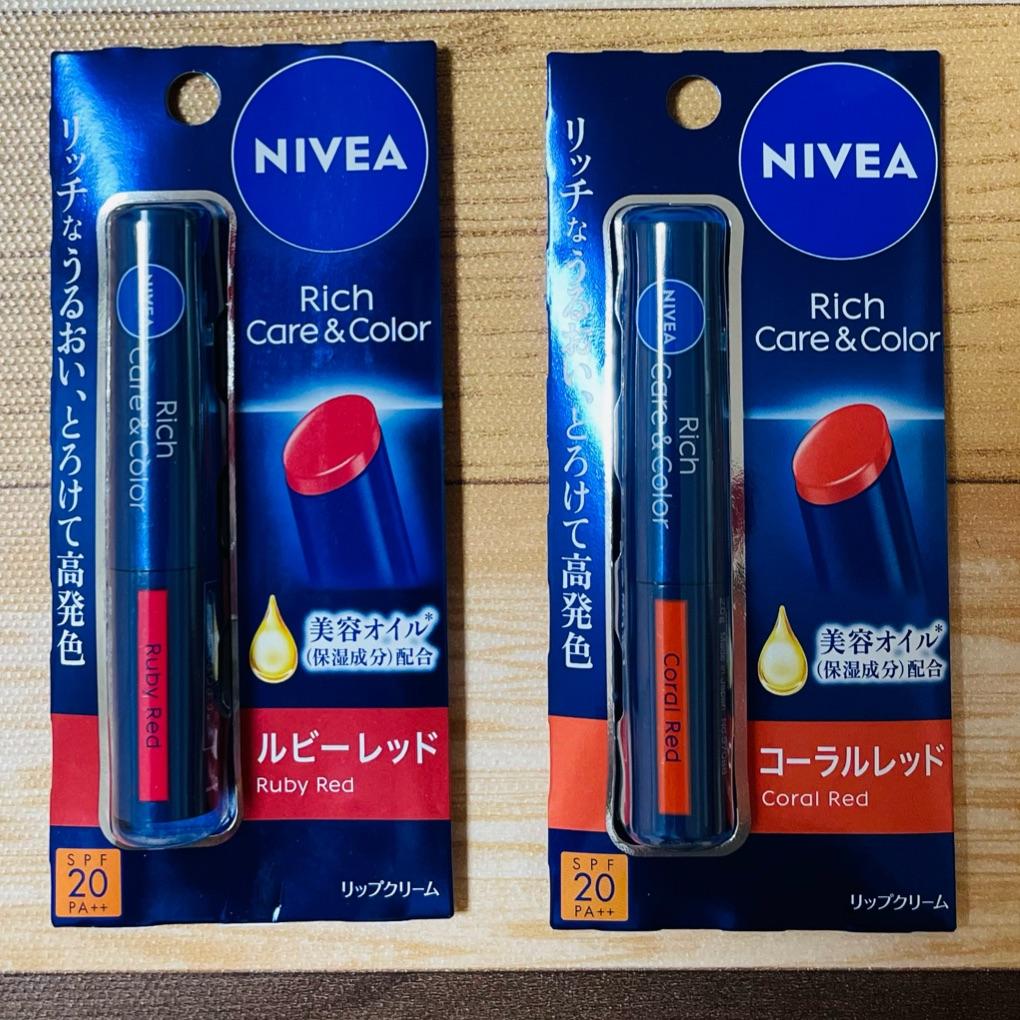 リッチなうるおい、とろけて高発色
NIVEA
Rich
Care & Color
NIVEA
Rich
Care & Color
Ruby Red
美容オイル*
(保湿成分)配合
ルビーレッド
Ruby Red
SPF
20
PA++
リップクリーム
リッチなうるおい、とろけて高発色
NIVEA
Rich
Care & Color
NIVEA
Rich
Care & Color
Coral Red
美容オイル*
(保湿成分)配合
コーラルレッド
Coral Red
SPF
20
PA++
リップクリーム